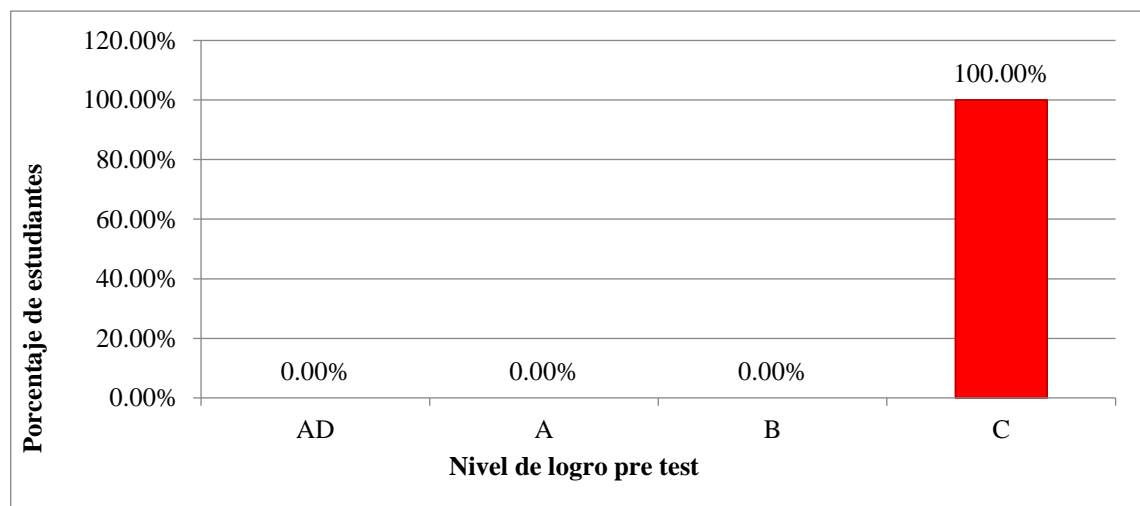 Porcentaje de estudiantes
120.00%
100.00%
80.00%
60.00%
40.00%
20.00%
0.00%
0.00%
0.00%
0.00%
100.00%
AD
A
B
C
Nivel de logro pre test